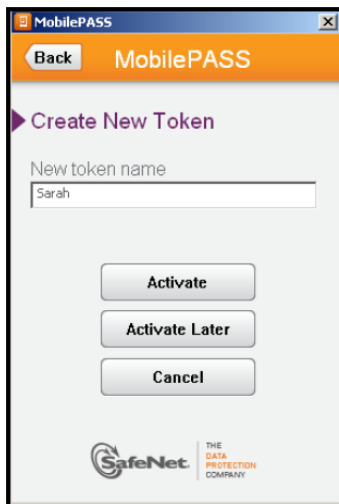 MobilePASS
Back
MobilePASS
Create New Token
New token name
Sarah
Activate
Activate Later
Cancel
SafeNet.
THE
DATA
PROTECTION
COMPANY